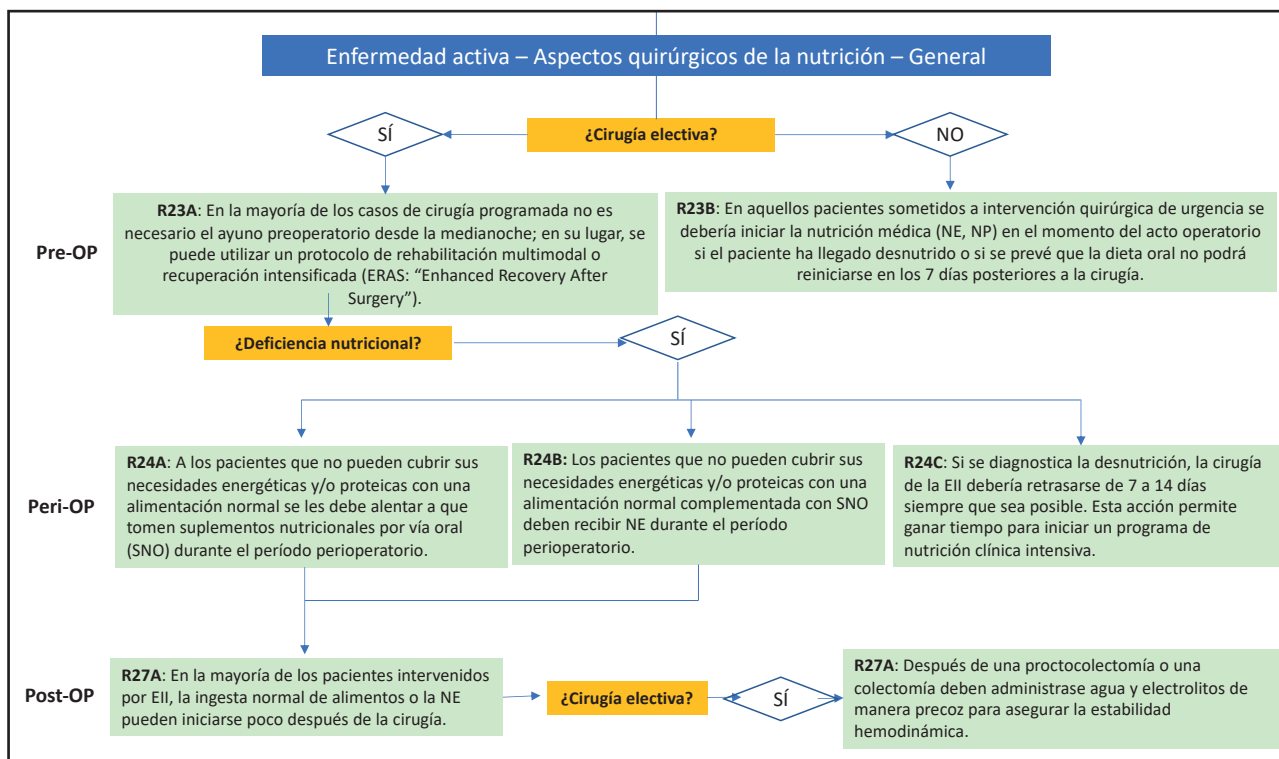 Enfermedad activa – Aspectos quirúrgicos de la nutrición – General
SÍ
¿Cirugía electiva?
NO
Pre-OP
R23A: En la mayoría de los casos de cirugía programada no es
necesario el ayuno preoperatorio desde la medianoche; en su lugar, se
puede utilizar un protocolo de rehabilitación multimodal o
recuperación intensificada (ERAS: “Enhanced Recovery After
Surgery”).
R23B: En aquellos pacientes sometidos a intervención quirúrgica de urgencia se
debería iniciar la nutrición médica (NE, NP) en el momento del acto operatorio
si el paciente ha llegado desnutrido o si se prevé que la dieta oral no podrá
reiniciarse en los 7 días posteriores a la cirugía.
¿Deficiencia nutricional?
SÍ
Peri-OP
R24A: A los pacientes que no pueden cubrir sus
necesidades energéticas y/o proteicas con una
alimentación normal se les debe alentar a que
tomen suplementos nutricionales por vía oral
(SNO) durante el período perioperatorio.
R24B: Los pacientes que no pueden cubrir sus
necesidades energéticas y/o proteicas con una
alimentación normal complementada con SNO
deben recibir NE durante el período
perioperatorio.
R24C: Si se diagnostica la desnutrición, la cirugía
de la EII debería retrasarse de 7 a 14 días
siempre que sea posible. Esta acción permite
ganar tiempo para iniciar un programa de
nutrición clínica intensiva.
Post-OP
R27A: En la mayoría de los pacientes intervenidos
por EII, la ingesta normal de alimentos o la NE
pueden iniciarse poco después de la cirugía.
¿Cirugía electiva?
SÍ
R27A: Después de una proctocolectomía o una
colectomía deben administrase agua y electrolitos de
manera precoz para asegurar la estabilidad
hemodinámica.